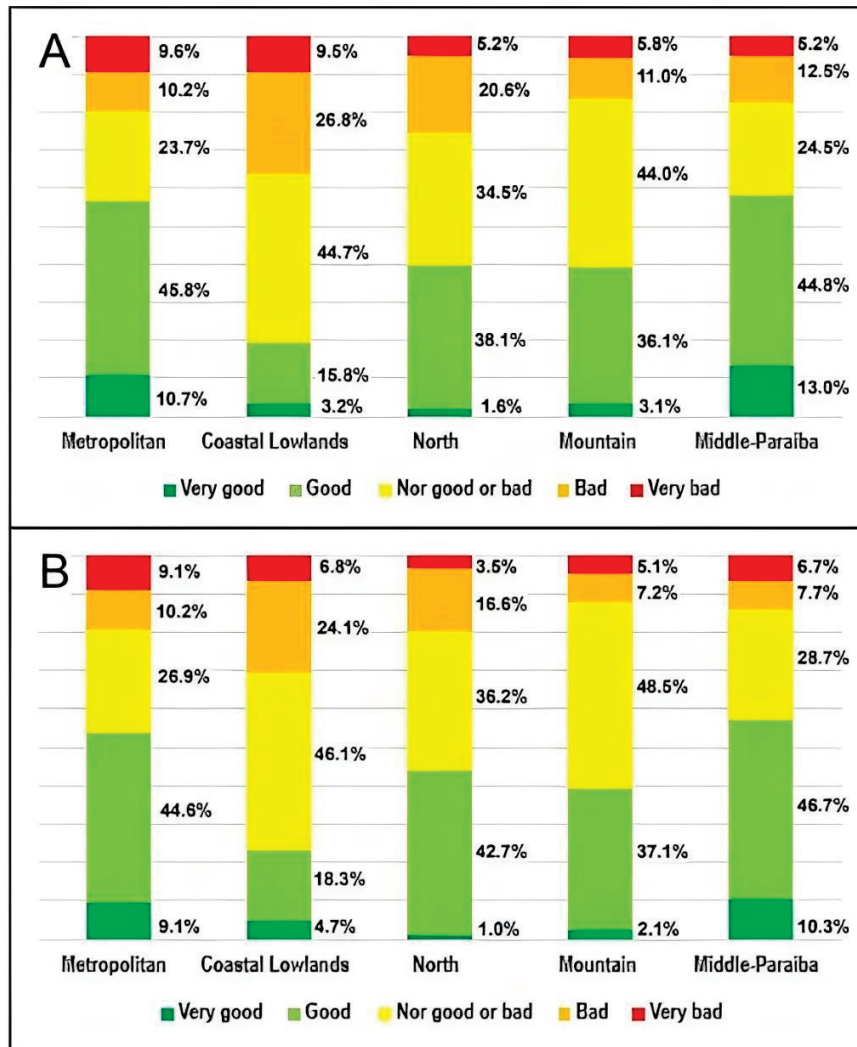 A
9.6% 9.5% 5.2% 5.8% 5.2%
10.2% 26.8% 20.6% 11.0% 12.5%
23.7% 44.7% 34.5% 44.0% 24.5%
45.8% 15.8% 38.1% 36.1% 44.8%
10.7% 3.2% 1.6% 3.1% 13.0%
Metropolitan Coastal Lowlands North Mountain Middle-Paraíba
Very good Good Nor good or bad Bad Very bad
B
9.1% 6.8% 3.5% 5.1% 6.7%
10.2% 24.1% 16.6% 7.2% 7.7%
26.9% 46.1% 36.2% 48.5% 28.7%
44.6% 18.3% 42.7% 37.1% 46.7%
9.1% 4.7% 1.0% 2.1% 10.3%
Metropolitan Coastal Lowlands North Mountain Middle-Paraíba
Very good Good Nor good or bad Bad Very bad